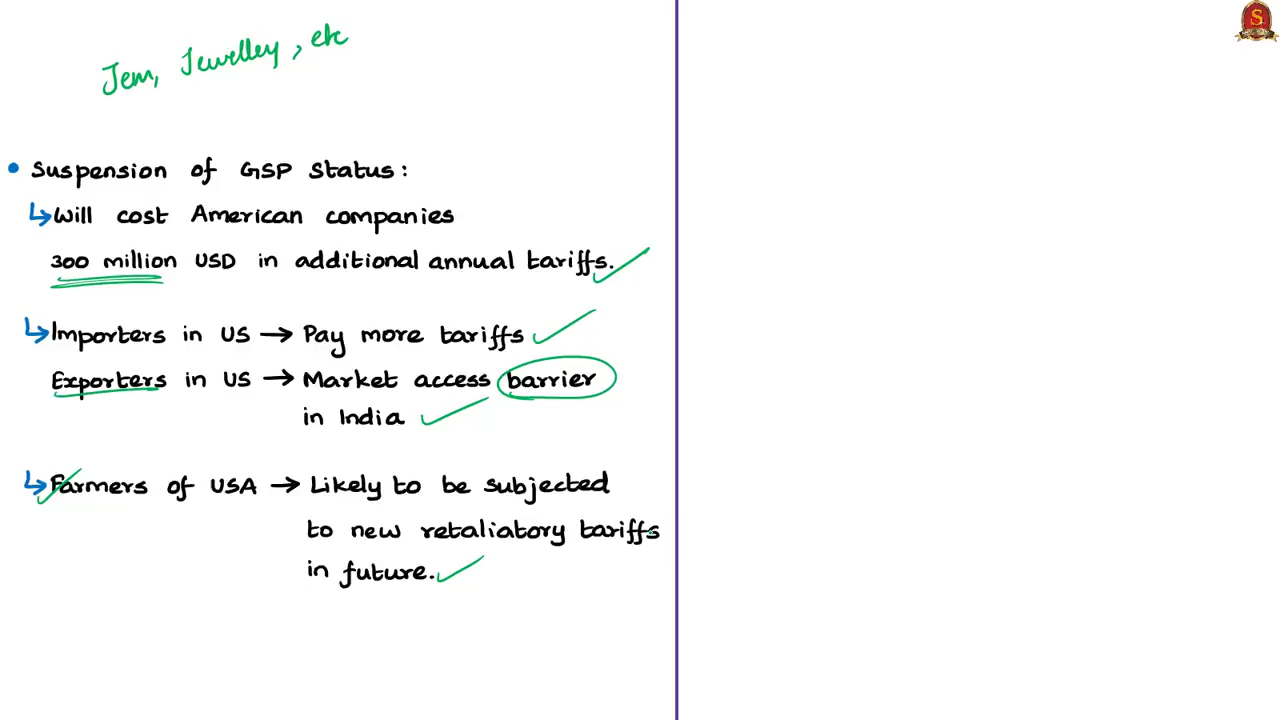 Jem, Jewelley, etc
• Suspension of GSP Status:
↳ Will cost American companies
300 million USD in additional annual tariffs.
↳ Importers in US → Pay more tariffs
Exporters in US → Market access barrier
in India
↳ Farmers of USA → Likely to be subjected
to new retaliatory tariffs
in future.
S